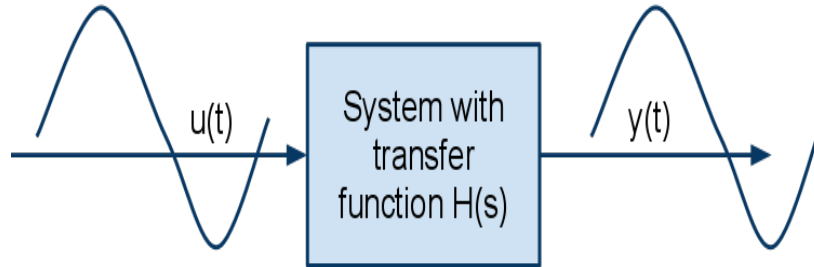 u(t)
System with
transfer
function H(s)
y(t)